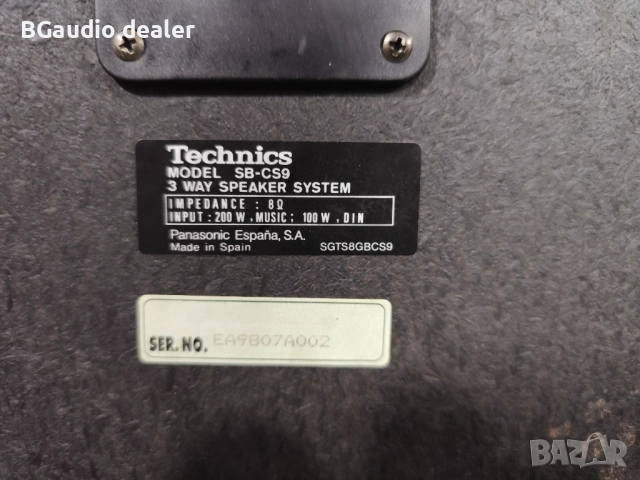 BGaudio dealer
Technics
MODEL SB-CS9
3 WAY SPEAKER SYSTEM
IMPEDANCE : 8Ω
INPUT : 200 W , MUSIC ; 100 W , DIN
Panasonic España, S.A.
Made in Spain SGTS8GBCS9
SER. NO. EA9807A002
BAZAR